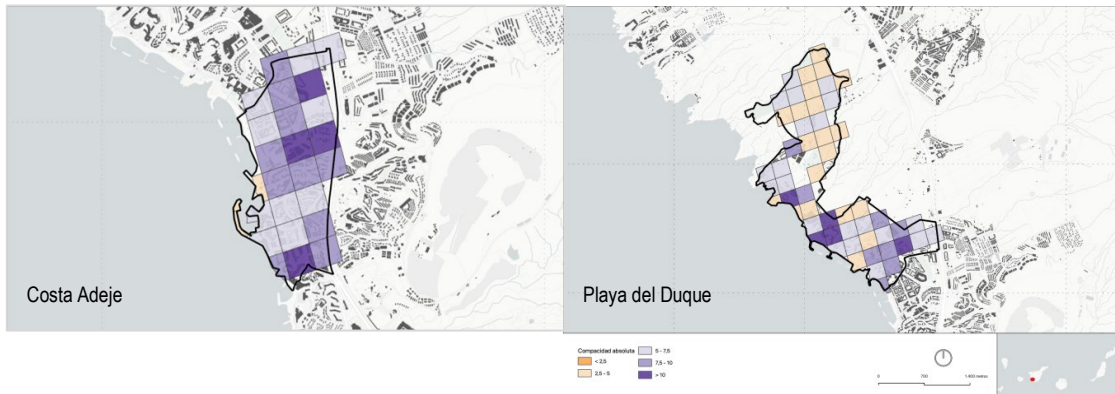 Costa Adeje
Playa del Duque
Compacidad absoluta
< 2,5
2,5 - 5
5 - 7,5
7,5 - 10
> 10
0 700 1.400 metros